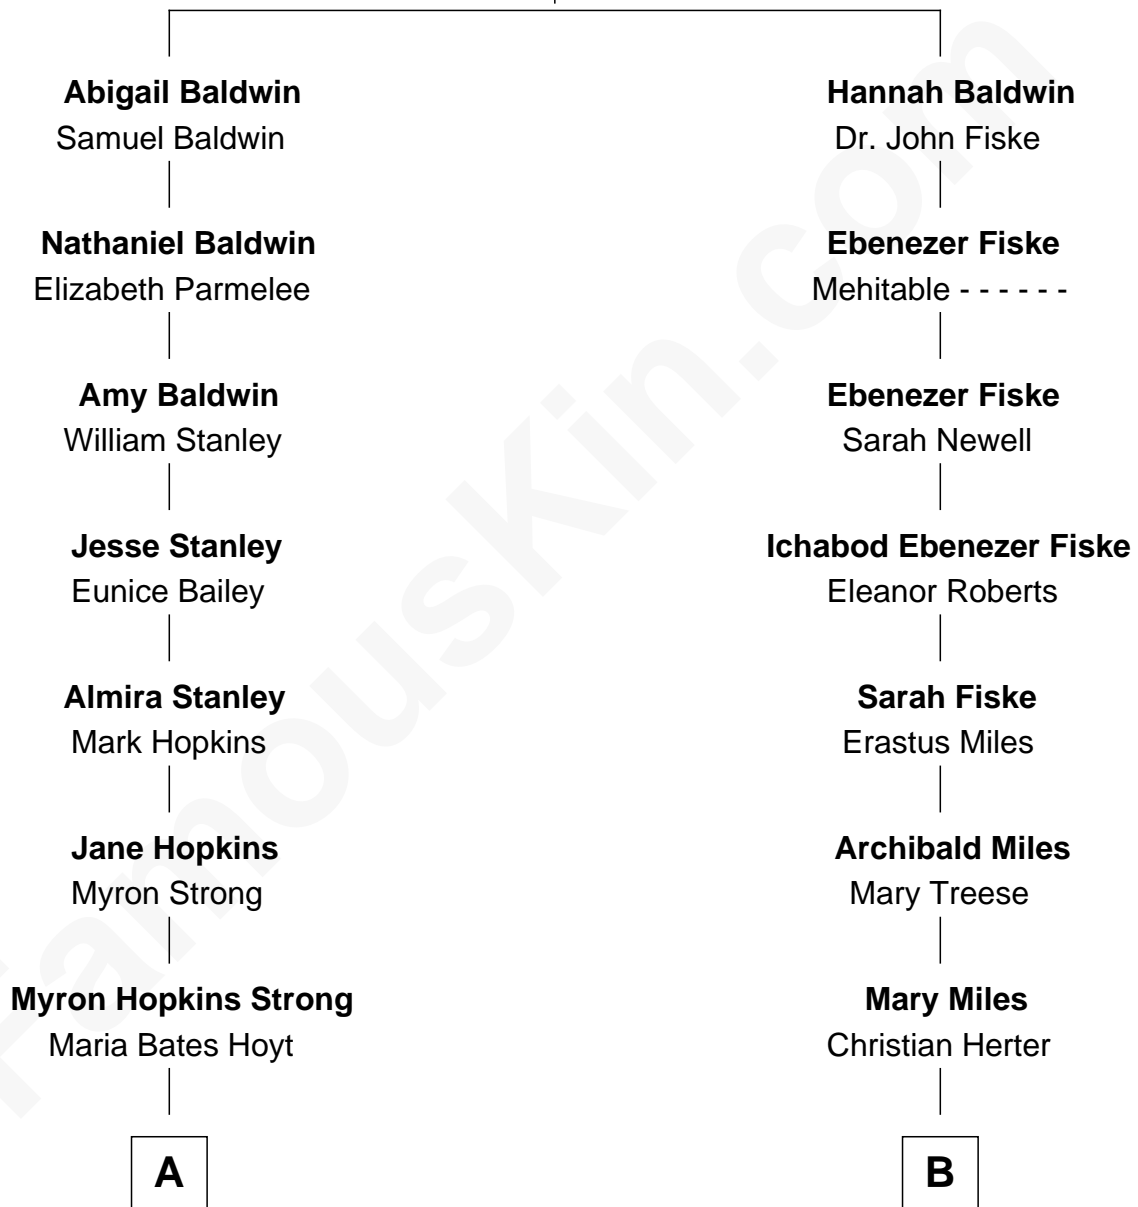 Abigail Baldwin
Samuel Baldwin
Nathaniel Baldwin
Elizabeth Parmelee
Amy Baldwin
William Stanley
Jesse Stanley
Eunice Bailey
Almira Stanley
Mark Hopkins
Jane Hopkins
Myron Strong
Myron Hopkins Strong
Maria Bates Hoyt
A
Hannah Baldwin
Dr. John Fiske
Ebenezer Fiske
Mehitable - - - - - -
Ebenezer Fiske
Sarah Newell
Ichabod Ebenezer Fiske
Eleanor Roberts
Sarah Fiske
Erastus Miles
Archibald Miles
Mary Treese
Mary Miles
Christian Herter
B
FamousKin.com